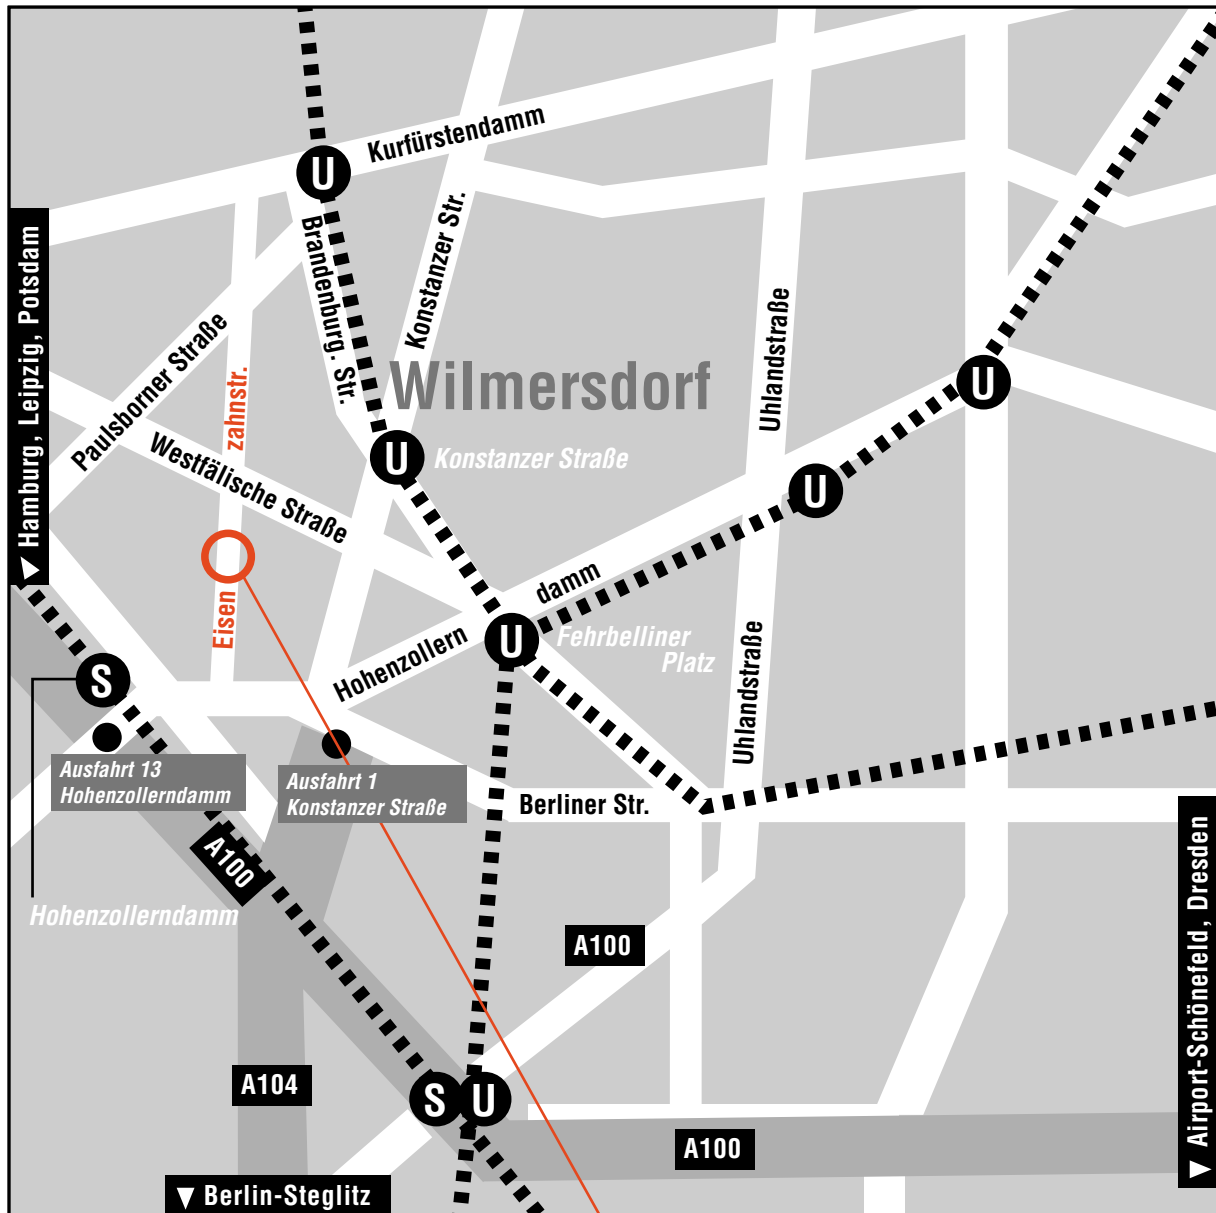 Kurfürstendamm
U
Brandenburg. Str.
Konstanzer Str.
▼ Hamburg, Leipzig, Potsdam
Paulsborner Straße
zahnstr.
Westfälische Straße
Wilmersdorf
Uhlandstraße
U
U
Konstanzer Straße
U
Eisen
damm
Hohenzollern
U
Fehrbelliner
Platz
Uhlandstraße
S
Ausfahrt 13
Hohenzollerndamm
Ausfahrt 1
Konstanzer Straße
Berliner Str.
A100
Hohenzollerndamm
A100
▼ Airport-Schönefeld, Dresden
A104
S
U
A100
▼ Berlin-Steglitz